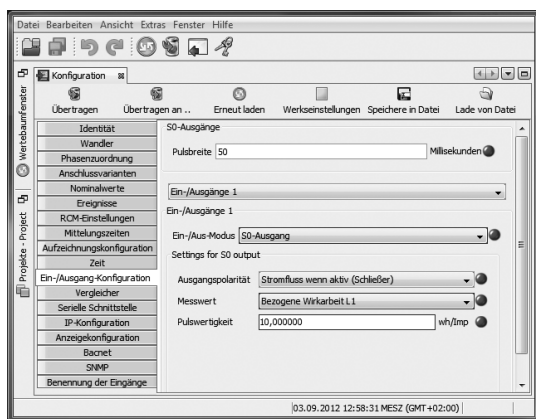 Datei Bearbeiten Ansicht Extras Fenster Hilfe
Konfiguration
Übertragen Übertragen an .. Erneut laden Werkseinstellungen Speichere in Datei Lade von Datei
Wertebaumfenster
Projekte - Project
Identität
Wandler
Phasenzuordnung
Anschlussvarianten
Nominalwerte
Ereignisse
RCM-Einstellungen
Mittelungszeiten
Aufzeichnungskonfiguration
Zeit
Ein-/Ausgang-Konfiguration
Vergleicher
Serielle Schnittstelle
IP-Konfiguration
Anzeigekonfiguration
Bacnet
SNMP
Benennung der Eingänge
S0-Ausgänge
Pulsbreite 50 Millisekunden
Ein-/Ausgänge 1
Ein-/Ausgänge 1
Ein-/Aus-Modus S0-Ausgang
Settings for S0 output
Ausgangspolarität Stromfluss wenn aktiv (Schließer)
Messwert Bezogene Wirkarbeit L1
Pulswertigkeit 10,000000 wh/Imp
03.09.2012 12:58:31 MESZ (GMT+02:00)